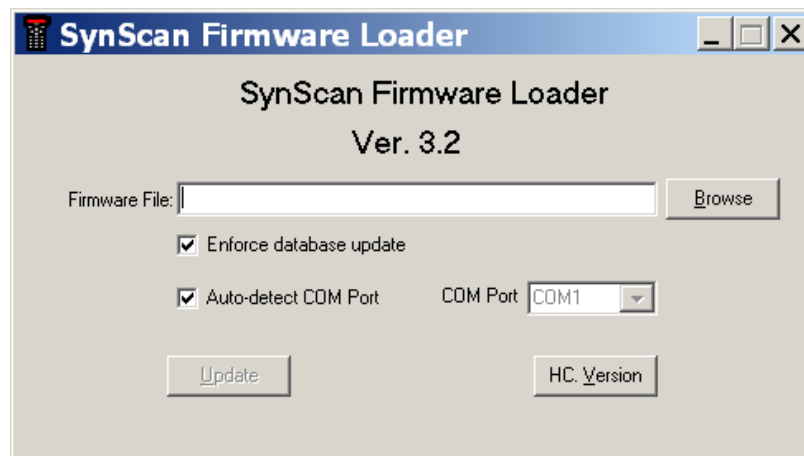 SynScan Firmware Loader
SynScan Firmware Loader
Ver. 3.2
Firmware File: Browse
Enforce database update
Auto-detect COM Port COM Port COM1
Update HC. Version